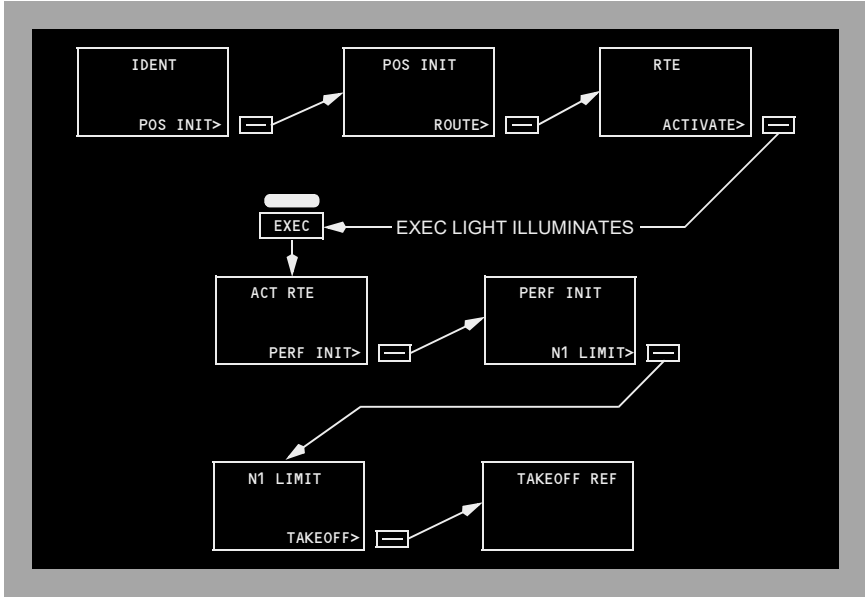 IDENT
POS INIT>
POS INIT
ROUTE>
RTE
ACTIVATE>
EXEC
EXEC LIGHT ILLUMINATES
ACT RTE
PERF INIT>
PERF INIT
N1 LIMIT>
N1 LIMIT
TAKEOFF>
TAKEOFF REF